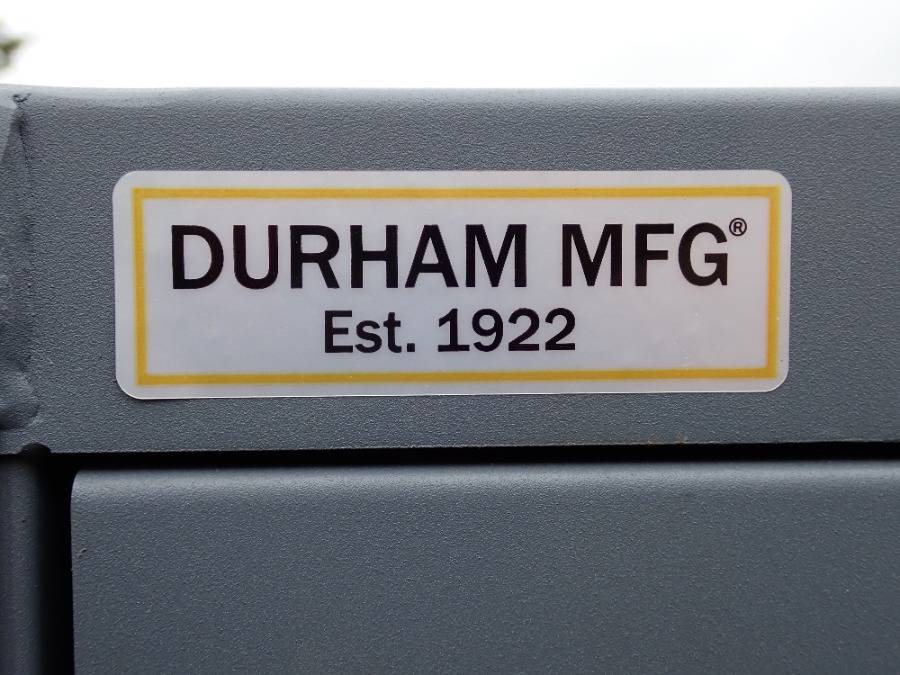 DURHAM MFG®
Est. 1922